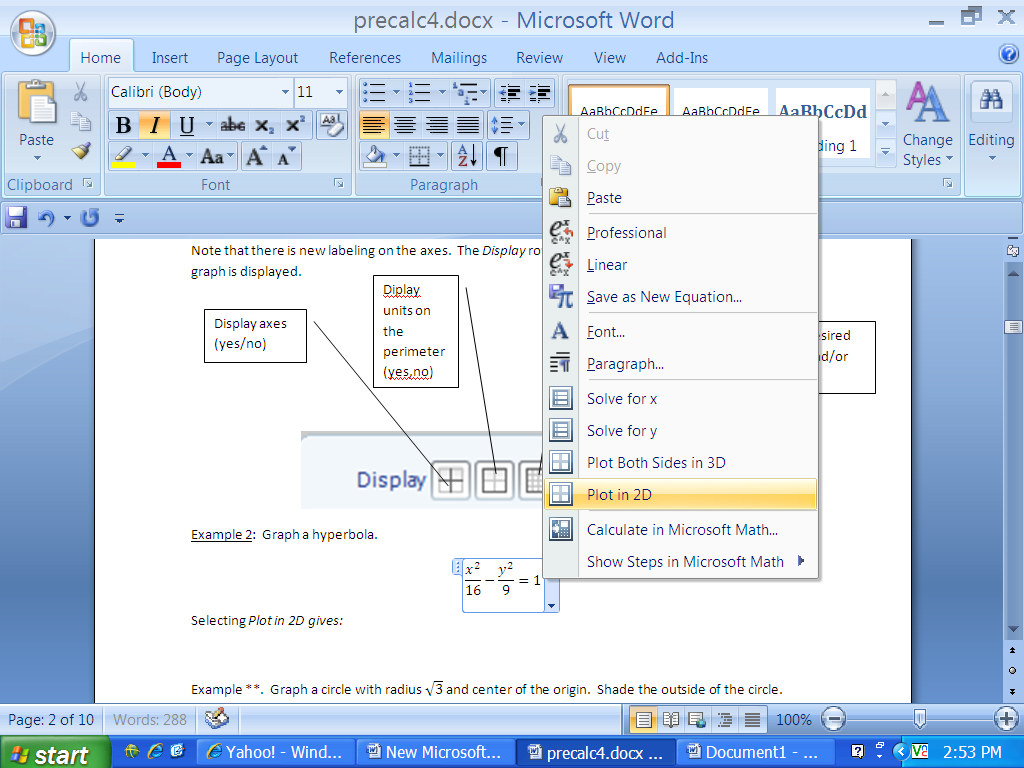 precalc4.docx - Microsoft Word
Home Insert Page Layout References Mailings Review View Add-Ins
Calibri (Body) 11
AaBbCcDdEe AaBbCcDdEe AaBbCcDd
B I U abc X₂ X² Aa
Paste
Change Styles
Editing
ding 1
A Aa A A
Clipboard Font Paragraph
Cut
Copy
Paste
Professional
Linear
Save as New Equation...
Font...
Paragraph...
Solve for x
Solve for y
Plot Both Sides in 3D
Plot in 2D
Calculate in Microsoft Math...
Show Steps in Microsoft Math
Note that there is new labeling on the axes. The Display ro
graph is displayed.
Display axes
(yes/no)
Diplay
units on
the
perimeter
(yes,no)
esired
nd/or
Display
Example 2: Graph a hyperbola.
x²/16 − y²/9 = 1
Selecting Plot in 2D gives:
Example **. Graph a circle with radius √3 and center of the origin. Shade the outside of the circle.
Page: 2 of 10 Words: 288 100%
start Yahoo! - Wind... New Microsoft... precalc4.docx ... Document1 - ... 2:53 PM